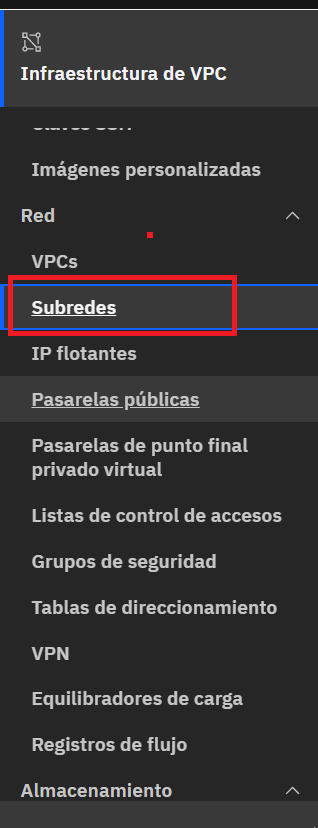 Infraestructura de VPC
Imágenes personalizadas
Red
VPCs
Subredes
IP flotantes
Pasarelas públicas
Pasarelas de punto final
privado virtual
Listas de control de accesos
Grupos de seguridad
Tablas de direccionamiento
VPN
Equilibradores de carga
Registros de flujo
Almacenamiento